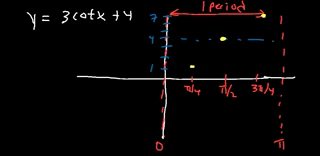 y = 3cotx + 4
1 period
7
4
1
π/4
π/2
3π/4
π
0